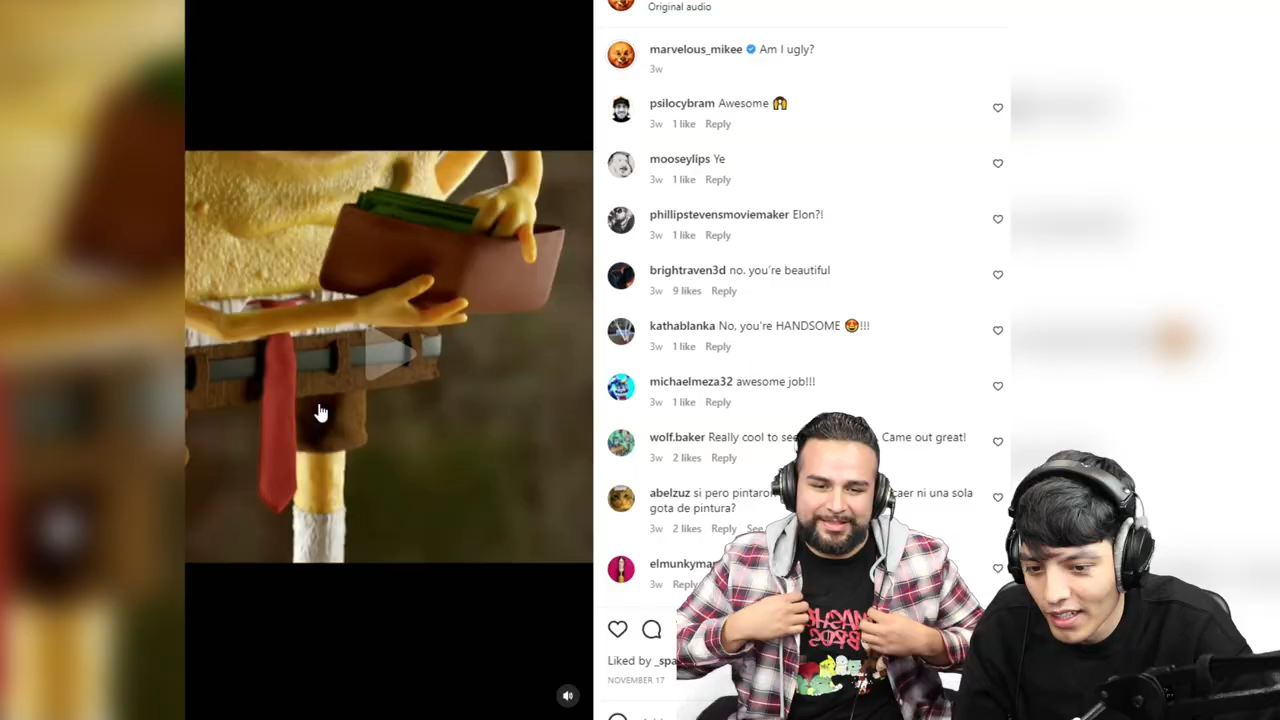 Original audio
marvelous_mikee Am I ugly?
3w
psilocybram Awesome
3w 1 like Reply
mooseylips Ye
3w 1 like Reply
phillipstevensmoviemaker Elon?!
3w 1 like Reply
brightraven3d no, you're beautiful
3w 9 likes Reply
kathablanka No, you're HANDSOME 😍!!!
3w 1 like Reply
michaelmeza32 awesome job!!!
3w 1 like Reply
wolf.baker Really cool to see Came out great!
3w 2 likes Reply
abelzuz si pero pintaron caer ni una sola
gota de pintura?
3w 2 likes Reply See
elmunkyma
3w Reply
Liked by _spa
NOVEMBER 17